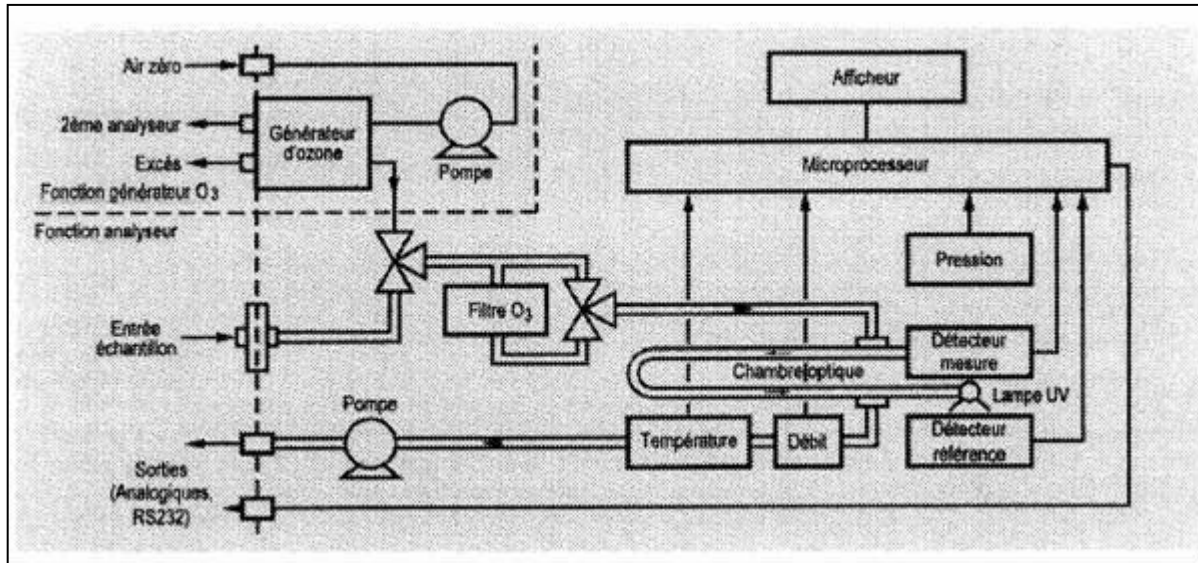 Air zéro
2ème analyseur
Excès
Fonction générateur O3
Fonction analyseur
Générateur
d'ozone
Pompe
Afficheur
Microprocesseur
Pression
Filtre O3
Entrée
échantillon
Chambre optique
Détecteur
mesure
Lampe UV
Pompe
Température
Débit
Détecteur
référence
Sorties
(Analogiques,
RS232)